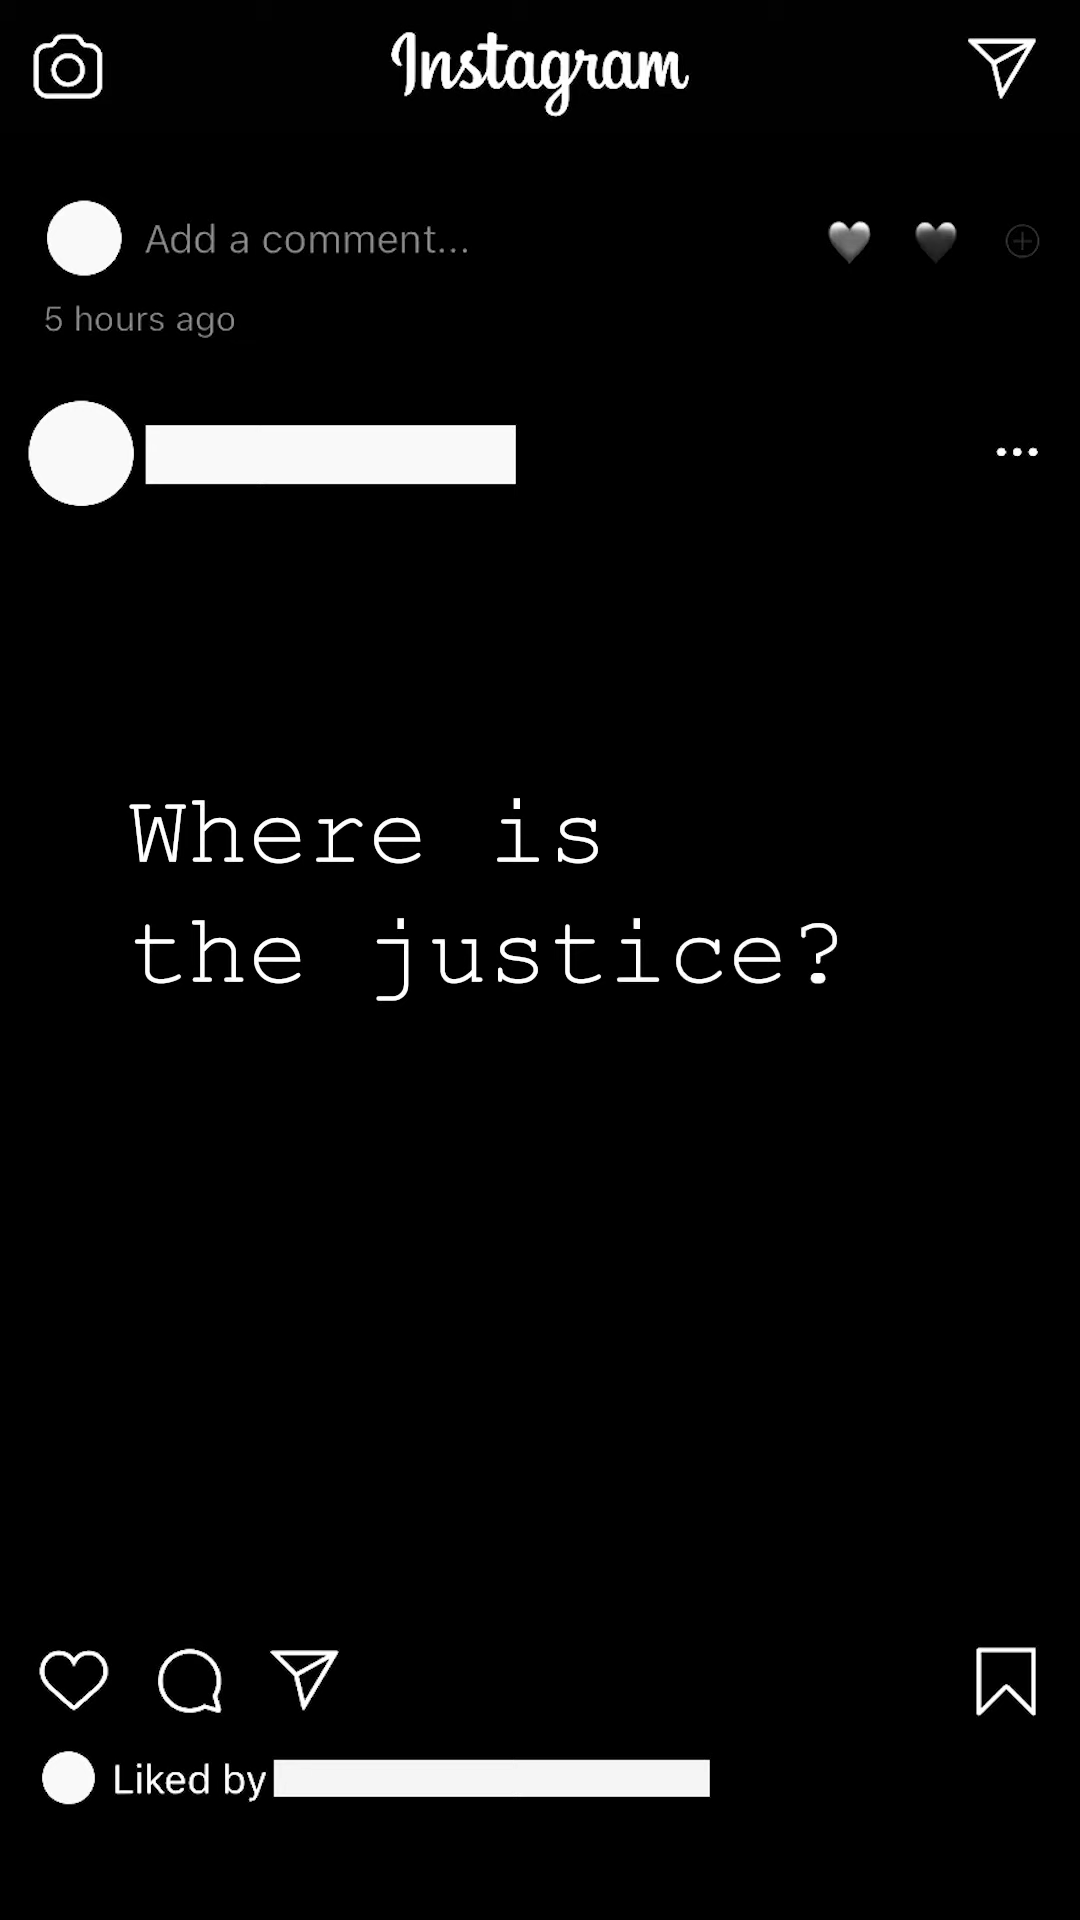 Instagram
Add a comment...
5 hours ago
Where is
the justice?
Liked by